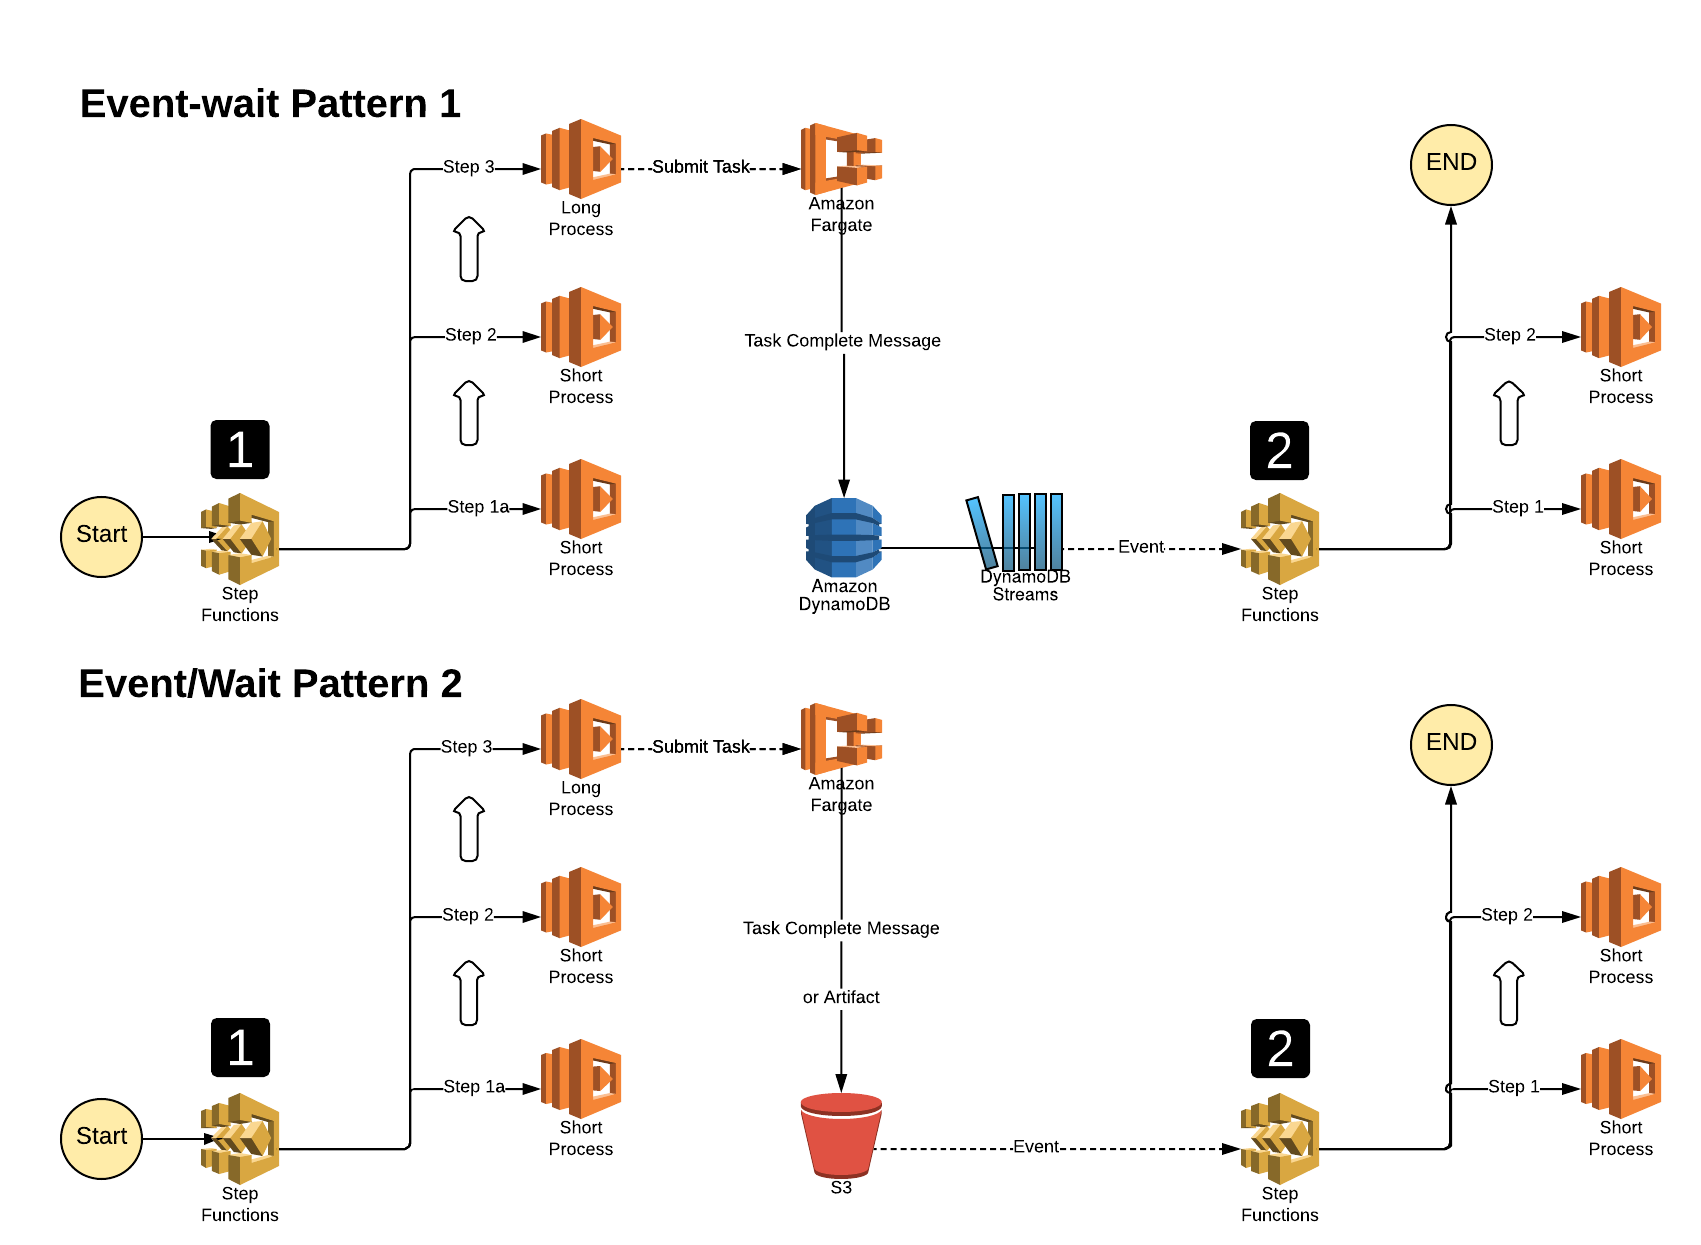 Event-wait Pattern 1
Step 3
Submit Task
Long
Process
Amazon
Fargate
END
Step 2
Short
Process
Task Complete Message
Step 2
Short
Process
1
2
Start
Step
Functions
Step 1a
Short
Process
Amazon
DynamoDB
DynamoDB
Streams
Event
Step
Functions
Step 1
Short
Process
Event/Wait Pattern 2
Step 3
Submit Task
Long
Process
Amazon
Fargate
END
Step 2
Short
Process
Task Complete Message
or Artifact
Step 2
Short
Process
1
2
Start
Step
Functions
Step 1a
Short
Process
S3
Event
Step
Functions
Step 1
Short
Process